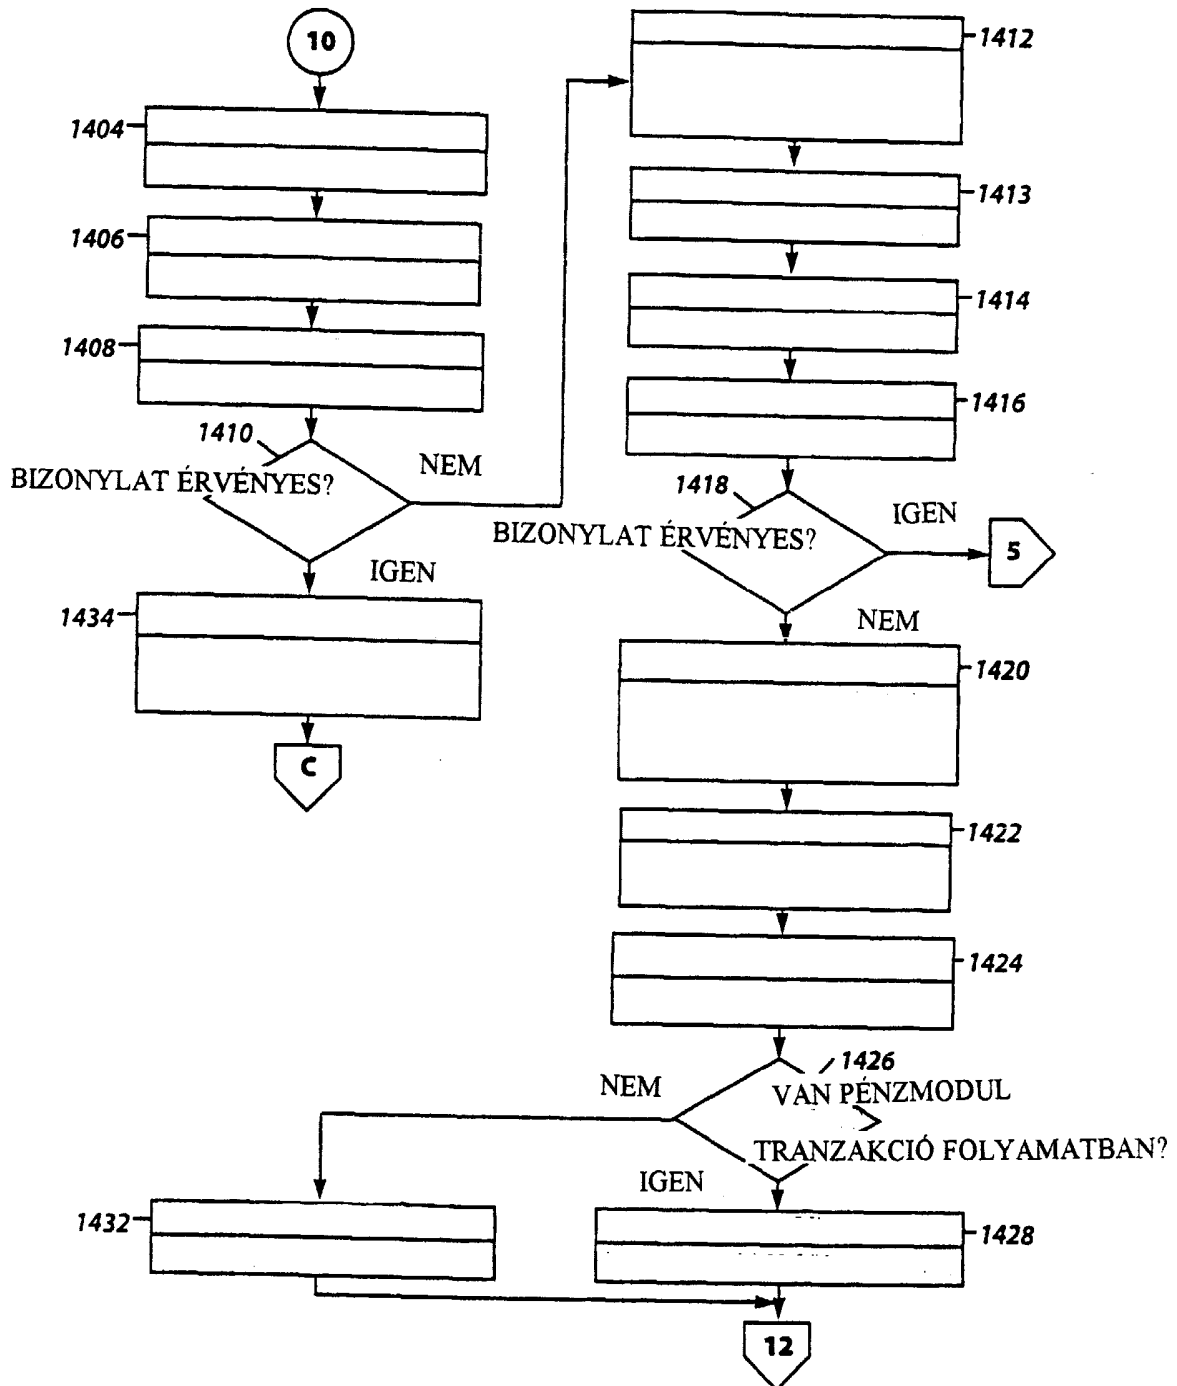 10
1404
1406
1408
1410
BIZONYLAT ÉRVÉNYES?
NEM
IGEN
1434
C
1412
1413
1414
1416
1418
BIZONYLAT ÉRVÉNYES?
IGEN
5
NEM
1420
1422
1424
1426
VAN PÉNZMODUL
TRANZAKCIÓ FOLYAMATBAN?
NEM
IGEN
1432
1428
12